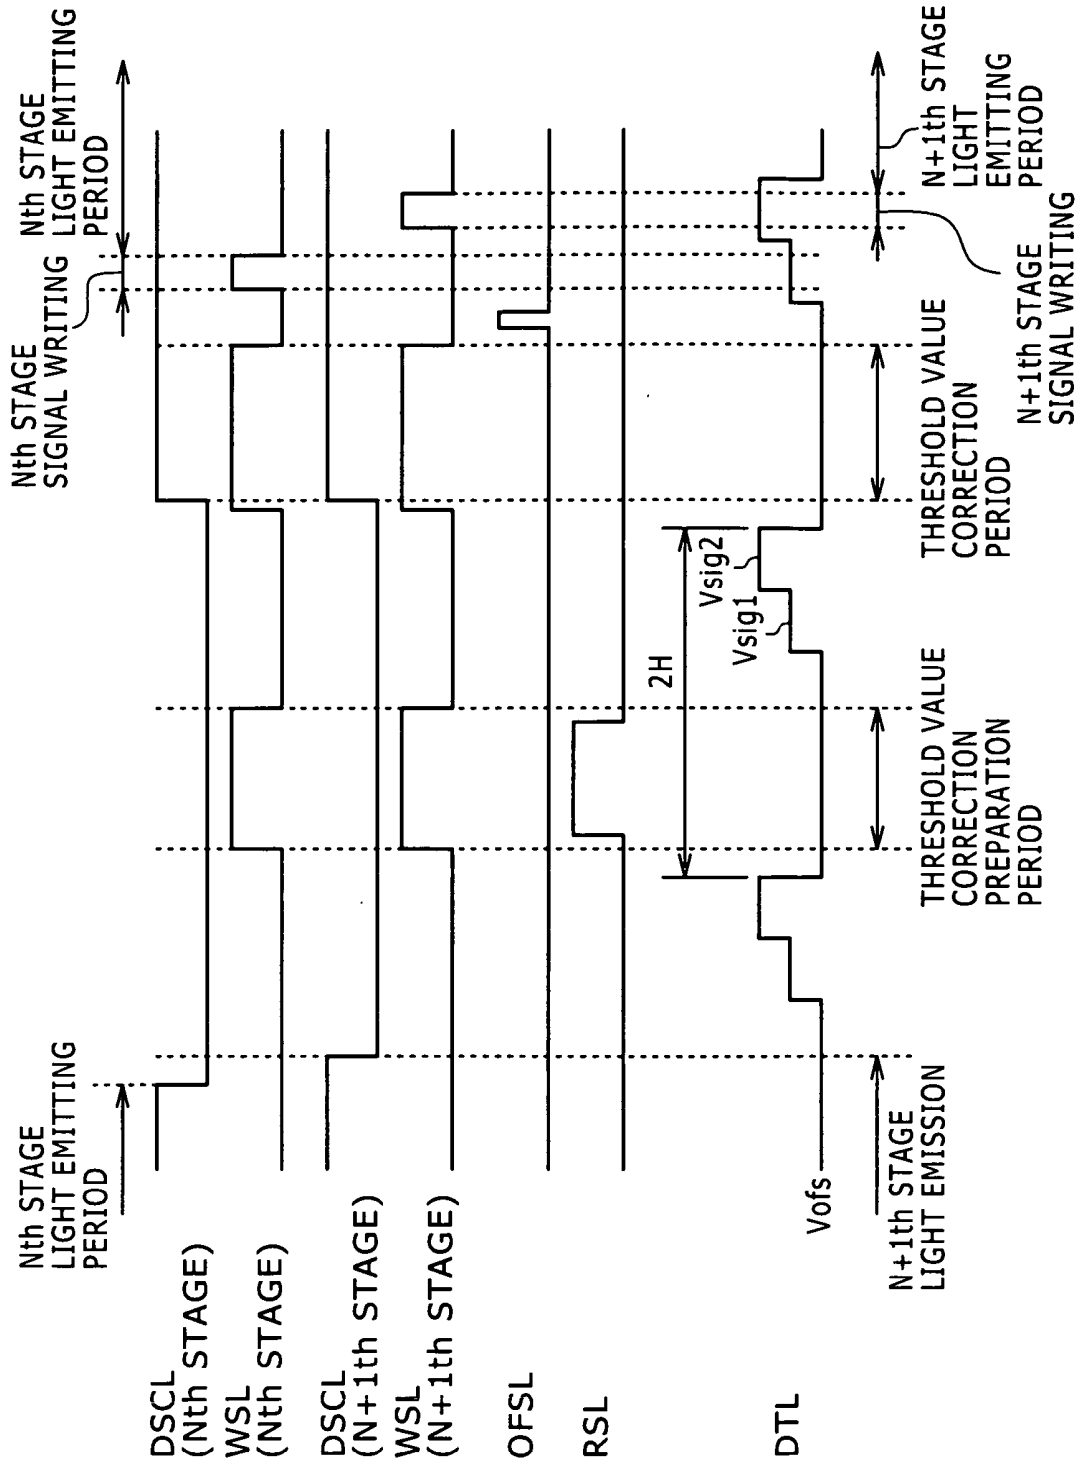 Nth STAGE
LIGHT EMITTING
PERIOD
Nth STAGE
SIGNAL WRITING
Nth STAGE
LIGHT EMITTING
PERIOD
DSCL
(Nth STAGE)
WSL
(Nth STAGE)
DSCL
(N+1th STAGE)
WSL
(N+1th STAGE)
OFSL
RSL
2H
Vsig1
Vsig2
DTL
Vofs
N+1th STAGE
LIGHT EMISSION
THRESHOLD VALUE
CORRECTION
PREPARATION
PERIOD
THRESHOLD VALUE
CORRECTION
PERIOD
N+1th STAGE
SIGNAL WRITING
N+1th STAGE
LIGHT
EMITTING
PERIOD